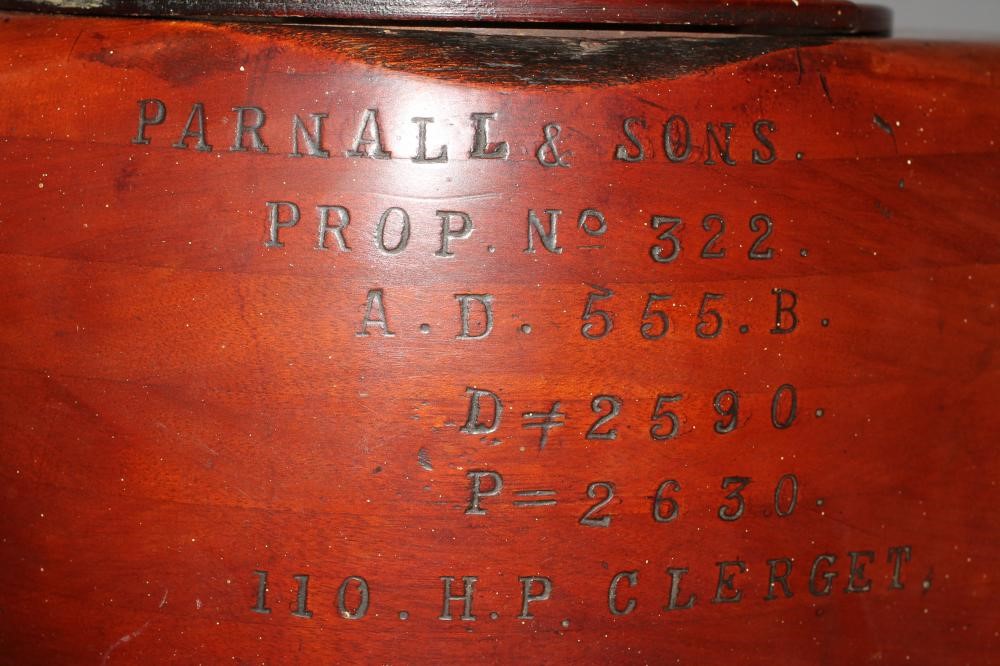 PARNALL & SONS.
PROP. Nº 322.
A.D. 555.B.
D≠2590.
P=2630.
110. H.P. CLERGET.